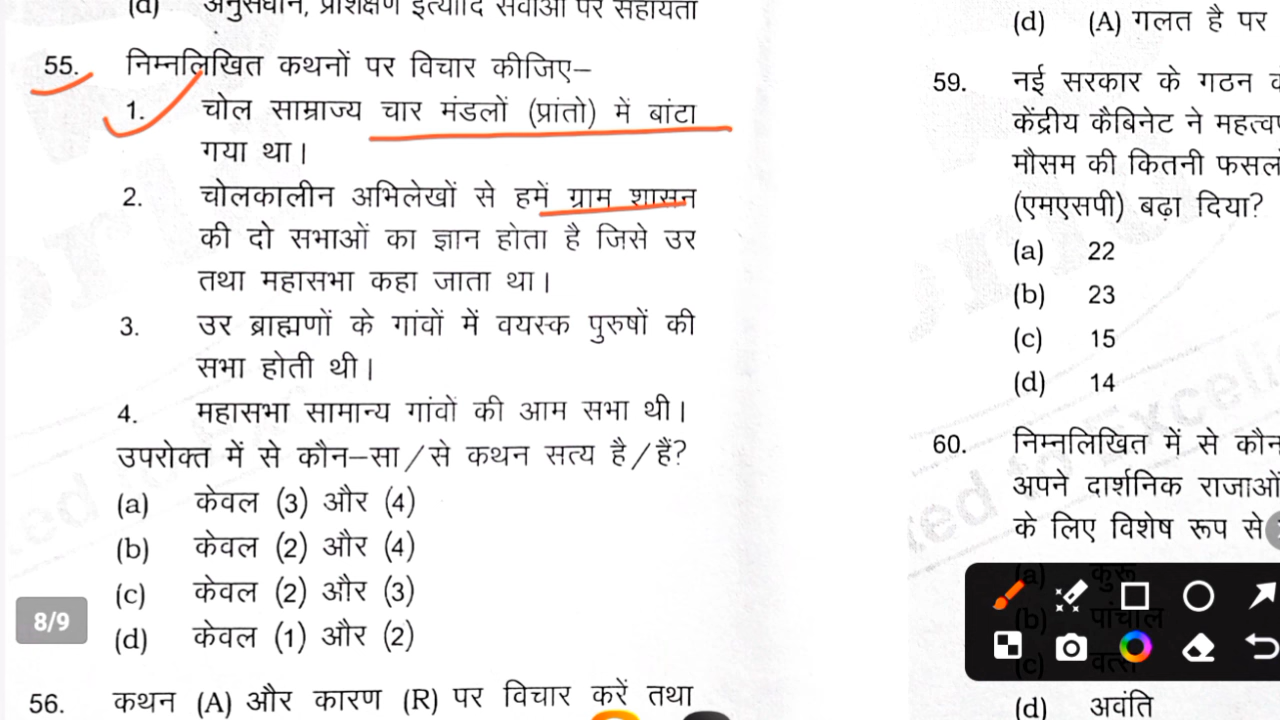 (d) अनुसंधान, प्रशिक्षण इत्यादि सेवाओं पर सहायता
55. निम्नलिखित कथनों पर विचार कीजिए–
1. चोल साम्राज्य चार मंडलों (प्रांतो) में बांटा
गया था।
2. चोलकालीन अभिलेखों से हमें ग्राम शासन
की दो सभाओं का ज्ञान होता है जिसे उर
तथा महासभा कहा जाता था।
3. उर ब्राह्मणों के गांवों में वयस्क पुरुषों की
सभा होती थी।
4. महासभा सामान्य गांवों की आम सभा थी।
उपरोक्त में से कौन–सा/से कथन सत्य है/हैं?
(a) केवल (3) और (4)
(b) केवल (2) और (4)
(c) केवल (2) और (3)
(d) केवल (1) और (2)
8/9
56. कथन (A) और कारण (R) पर विचार करें तथा
(d) (A) गलत है पर
59. नई सरकार के गठन
केंद्रीय कैबिनेट ने
मौसम की कितनी
(एमएसपी) बढ़ा दिया?
(a) 22
(b) 23
(c) 15
(d) 14
60. निम्नलिखित में से
अपने दार्शनिक राजाओं
के लिए विशेष रूप से
(a) कुरू
(b) पांचाल
(c) वत्स
(d) अवंति